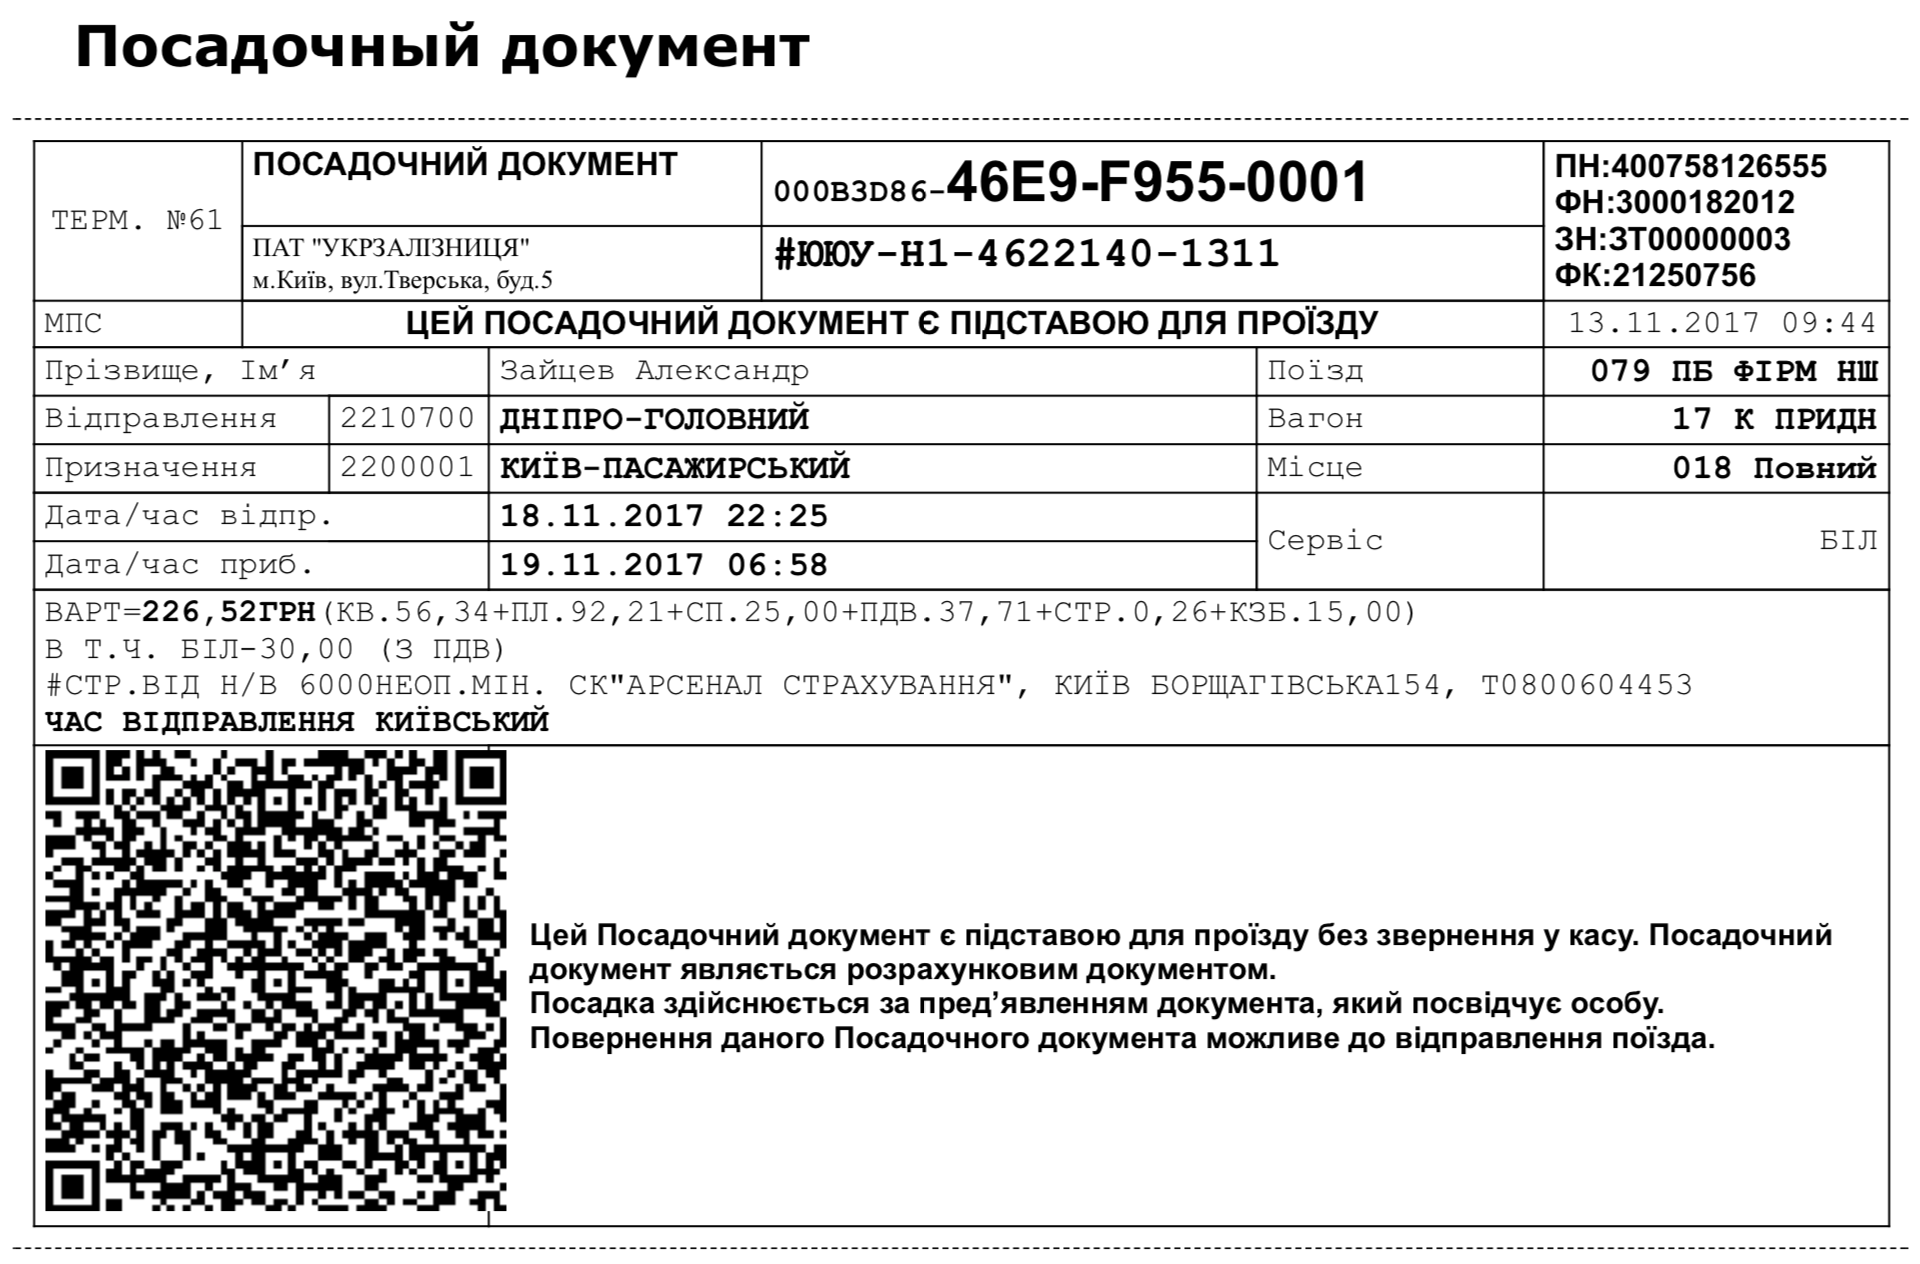 Посадочный документ
ТЕРМ. №61
ПОСАДОЧНИЙ ДОКУМЕНТ
ПАТ "УКРЗАЛІЗНИЦЯ"
м.Київ, вул.Тверська, буд.5
000B3D86-46E9-F955-0001
#ЮЮУ-Н1-4622140-1311
ПН:400758126555
ФН:3000182012
ЗН:ЗТ00000003
ФК:21250756
МПС ЦЕЙ ПОСАДОЧНИЙ ДОКУМЕНТ Є ПІДСТАВОЮ ДЛЯ ПРОЇЗДУ 13.11.2017 09:44
Прізвище, Ім’я Зайцев Александр Поїзд 079 ПБ ФІРМ НШ
Відправлення 2210700 ДНІПРО-ГОЛОВНИЙ Вагон 17 К ПРИДН
Призначення 2200001 КИЇВ-ПАСАЖИРСЬКИЙ Місце 018 Повний
Дата/час відпр. 18.11.2017 22:25
Дата/час приб. 19.11.2017 06:58
Сервіс БІЛ
ВАРТ=226,52ГРН(КВ.56,34+ПЛ.92,21+СП.25,00+ПДВ.37,71+СТР.0,26+КЗБ.15,00)
В Т.Ч. БІЛ-30,00 (З ПДВ)
#СТР.ВІД Н/В 6000НЕОП.МІН. СК"АРСЕНАЛ СТРАХУВАННЯ", КИЇВ БОРЩАГІВСЬКА154, Т0800604453
ЧАС ВІДПРАВЛЕННЯ КИЇВСЬКИЙ
Цей Посадочний документ є підставою для проїзду без звернення у касу. Посадочний
документ являється розрахунковим документом.
Посадка здійснюється за пред’явленням документа, який посвідчує особу.
Повернення даного Посадочного документа можливе до відправлення поїзда.